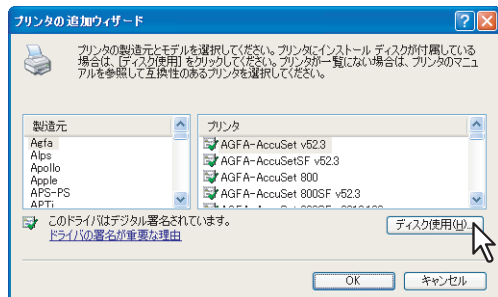 プリンタの追加ウィザード
プリンタの製造元とモデルを選択してください。プリンタにインストール ディスクが付属している
場合は、[ディスク使用] をクリックしてください。プリンタが一覧にない場合は、プリンタのマニュ
アルを参照して互換性のあるプリンタを選択してください。
製造元
Agfa
Alps
Apollo
Apple
APS-PS
APTi
プリンタ
AGFA-AccuSet v52.3
AGFA-AccuSetSF v52.3
AGFA-AccuSet 800
AGFA-AccuSet 800SF v52.3
このドライバはデジタル署名されています。
ドライバの署名が重要な理由
ディスク使用(H)...
OK
キャンセル